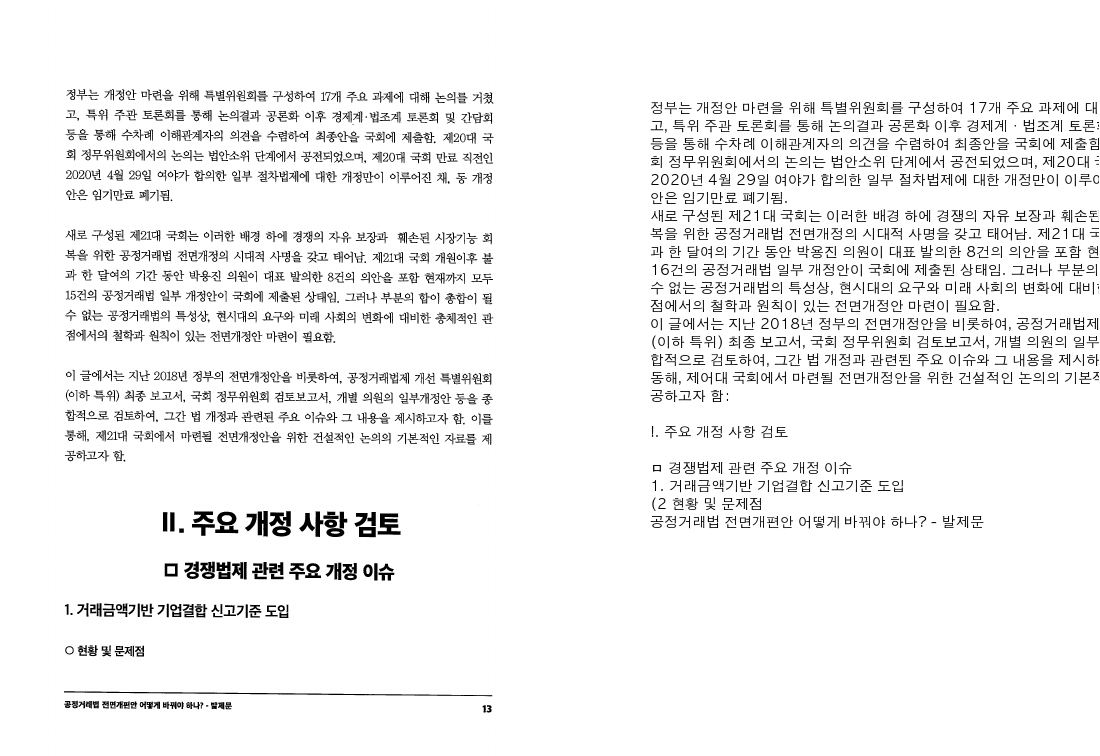 정부는 개정안 마련을 위해 특별위원회를 구성하여 17개 주요 과제에 대해 논의를 거쳤
고, 특위 주관 토론회를 통해 논의결과 공론화 이후 경제계·법조계 토론회 및 간담회
등을 통해 수차례 이해관계자의 의견을 수렴하여 최종안을 국회에 제출함. 제20대 국
회 정무위원회에서의 논의는 법안소위 단계에서 공전되었으며, 제20대 국회 만료 직전인
2020년 4월 29일 여야가 합의한 일부 절차법제에 대한 개정만이 이루어진 채, 동 개정
안은 임기만료 폐기됨.
새로 구성된 제21대 국회는 이러한 배경 하에 경쟁의 자유 보장과 훼손된 시장기능 회
복을 위한 공정거래법 전면개정의 시대적 사명을 갖고 태어남. 제21대 국회 개원이후 불
과 한 달여의 기간 동안 박용진 의원이 대표 발의한 8건의 의안을 포함 현재까지 모두
15건의 공정거래법 일부 개정안이 국회에 제출된 상태임. 그러나 부분의 합이 총합이 될
수 없는 공정거래법의 특성상, 현시대의 요구와 미래 사회의 변화에 대비한 총체적인 관
점에서의 철학과 원칙이 있는 전면개정안 마련이 필요함.
이 글에서는 지난 2018년 정부의 전면개정안을 비롯하여, 공정거래법제 개선 특별위원회
(이하 특위) 최종 보고서, 국회 정무위원회 검토보고서, 개별 의원의 일부개정안 등을 종
합적으로 검토하여, 그간 법 개정과 관련된 주요 이슈와 그 내용을 제시하고자 함. 이를
통해, 제21대 국회에서 마련될 전면개정안을 위한 건설적인 논의의 기본적인 자료를 제
공하고자 함.
Ⅱ. 주요 개정 사항 검토
□ 경쟁법제 관련 주요 개정 이슈
1. 거래금액기반 기업결합 신고기준 도입
○ 현황 및 문제점
공정거래법 전면개편안 어떻게 바꿔야 하나? - 발제문
13
정부는 개정안 마련을 위해 특별위원회를 구성하여 17개 주요 과제에 대
고, 특위 주관 토론회를 통해 논의결과 공론화 이후 경제계 · 법조계 토론
등을 통해 수차례 이해관계자의 의견을 수렴하여 최종안을 국회에 제출함
회 정무위원회에서의 논의는 법안소위 단계에서 공전되었으며, 제20대
2020년 4월 29일 여야가 합의한 일부 절차법제에 대한 개정만이 이루어
안은 임기만료 폐기됨.
새로 구성된 제21대 국회는 이러한 배경 하에 경쟁의 자유 보장과 훼손된
복을 위한 공정거래법 전면개정의 시대적 사명을 갖고 태어남. 제21대
과 한 달여의 기간 동안 박용진 의원이 대표 발의한 8건의 의안을 포함 현
16건의 공정거래법 일부 개정안이 국회에 제출된 상태임. 그러나 부분의
수 없는 공정거래법의 특성상, 현시대의 요구와 미래 사회의 변화에 대비한
점에서의 철학과 원칙이 있는 전면개정안 마련이 필요함.
이 글에서는 지난 2018년 정부의 전면개정안을 비롯하여, 공정거래법제
(이하 특위) 최종 보고서, 국회 정무위원회 검토보고서, 개별 의원의 일부
합적으로 검토하여, 그간 법 개정과 관련된 주요 이슈와 그 내용을 제시하
동해, 제어대 국회에서 마련될 전면개정안을 위한 건설적인 논의의 기본적
공하고자 함:
I. 주요 개정 사항 검토
ㅁ 경쟁법제 관련 주요 개정 이슈
1. 거래금액기반 기업결합 신고기준 도입
(2 현황 및 문제점
공정거래법 전면개편안 어떻게 바꿔야 하나? - 발제문